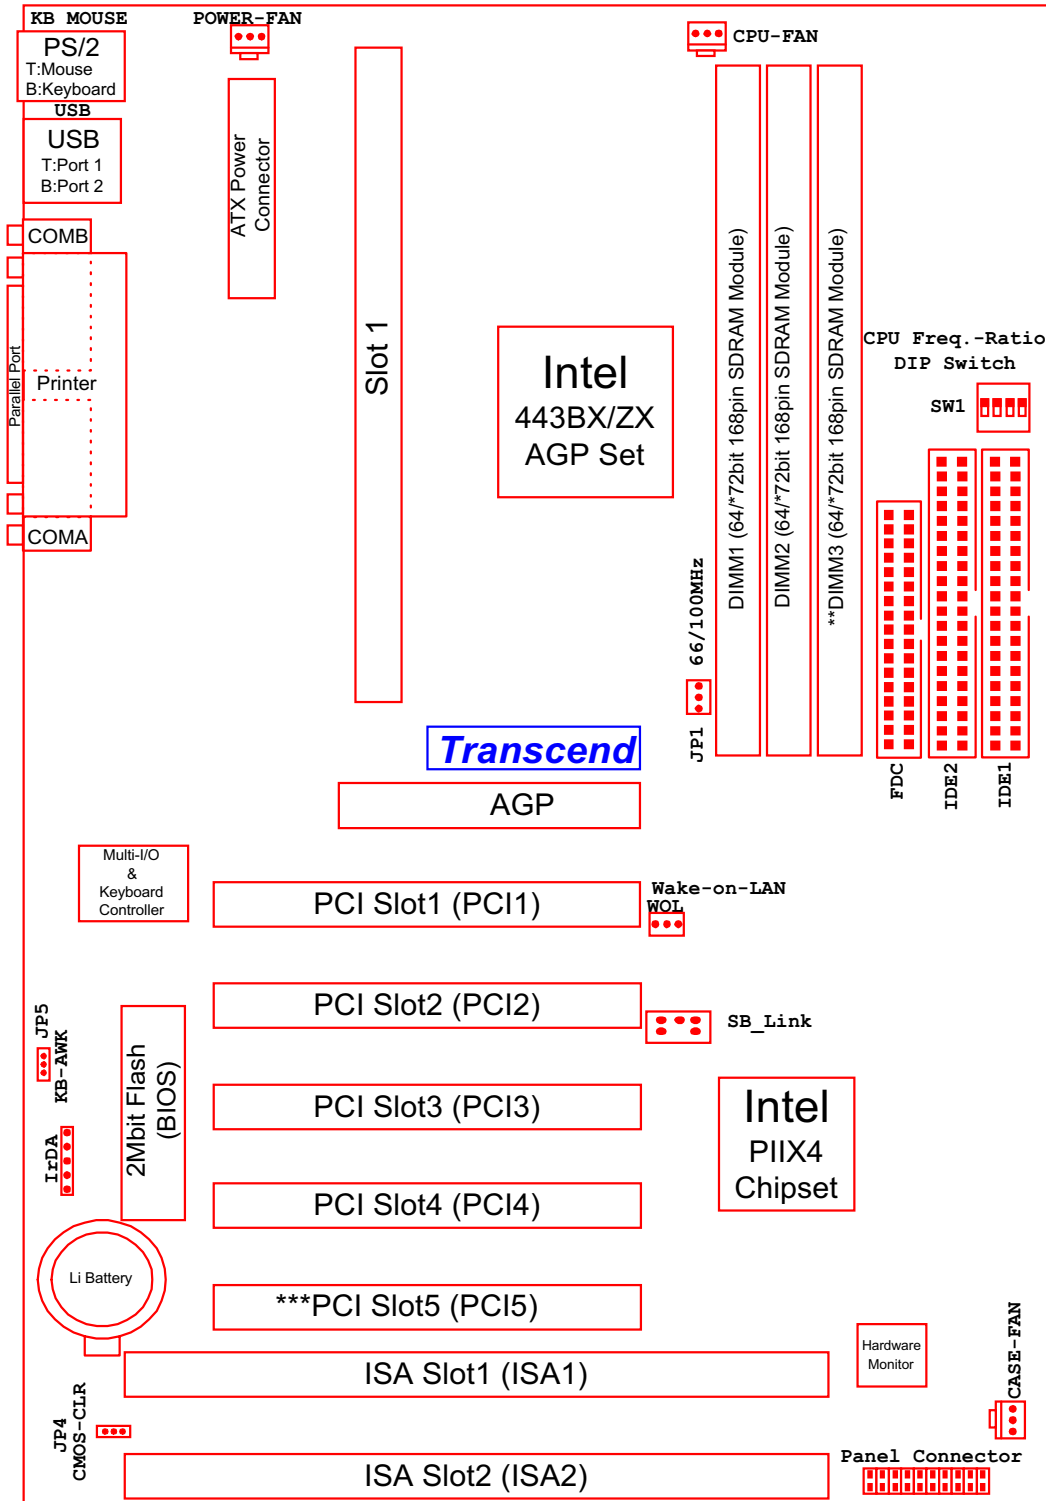 KB MOUSE
PS/2
T:Mouse
B:Keyboard
USB
USB
T:Port 1
B:Port 2
COMB
Parallel Port
Printer
COMA
POWER-FAN
ATX Power
Connector
Slot 1
CPU-FAN
Intel
443BX/ZX
AGP Set
DIMM1 (64/*72bit 168pin SDRAM Module)
DIMM2 (64/*72bit 168pin SDRAM Module)
**DIMM3 (64/*72bit 168pin SDRAM Module)
CPU Freq.-Ratio
DIP Switch
SW1
JP1 66/100MHz
FDC
IDE2
IDE1
Transcend
AGP
Multi-I/O
&
Keyboard
Controller
PCI Slot1 (PCI1)
Wake-on-LAN
WOL
PCI Slot2 (PCI2)
SB_Link
JP5
KB-AWK
2Mbit Flash
(BIOS)
IrDA
PCI Slot3 (PCI3)
Intel
PIIX4
Chipset
PCI Slot4 (PCI4)
Li Battery
***PCI Slot5 (PCI5)
Hardware
Monitor
CASE-FAN
ISA Slot1 (ISA1)
JP4
CMOS-CLR
Panel Connector
ISA Slot2 (ISA2)